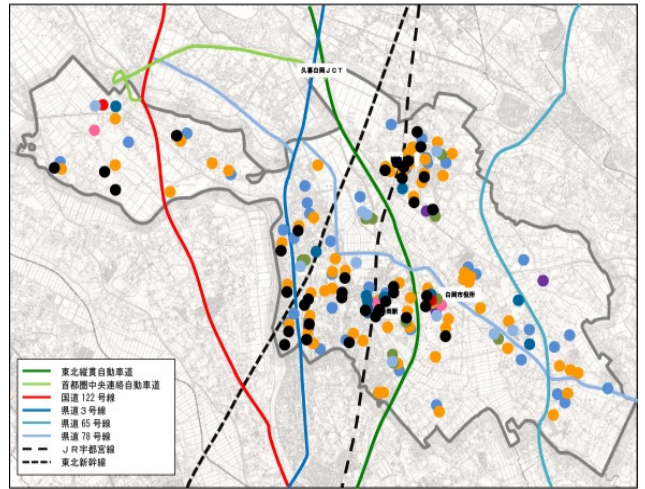 久喜白岡JCT
白岡市役所
岡駅
東北縦貫自動車道
首都圏中央連絡自動車道
国道 122 号線
県道 3 号線
県道 65 号線
県道 78 号線
JR宇都宮線
東北新幹線